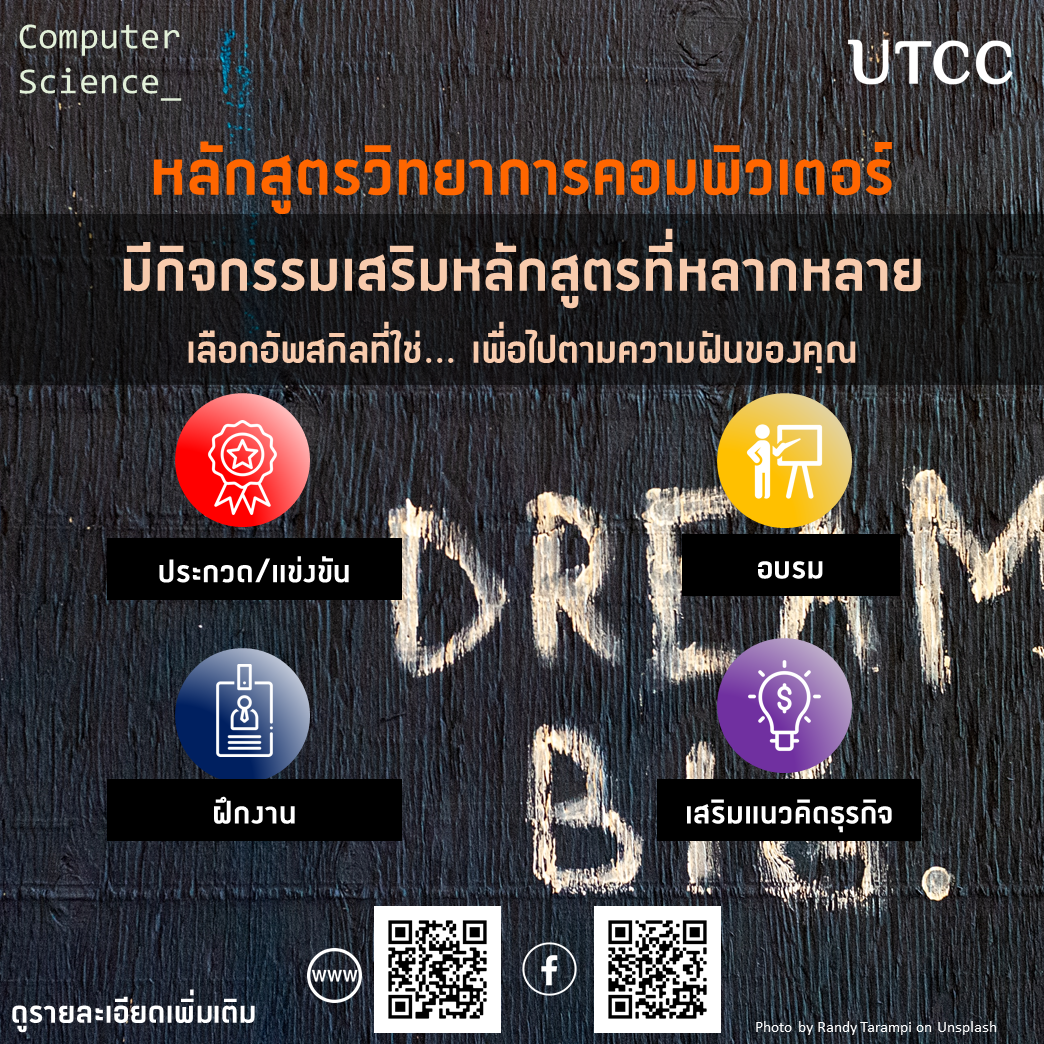 Computer
Science_
UTCC
หลักสูตรวิทยาการคอมพิวเตอร์
มีกิจกรรมเสริมหลักสูตรที่หลากหลาย
เลือกอัพสกิลที่ใช่... เพื่อไปตามความฝันของคุณ
ประกวด/แข่งขัน
อบรม
DREAM
ฝึกงาน
เสริมแนวคิดธุรกิจ
BIG.
www
f
ดูรายละเอียดเพิ่มเติม
Photo by Randy Tarampi on Unsplash